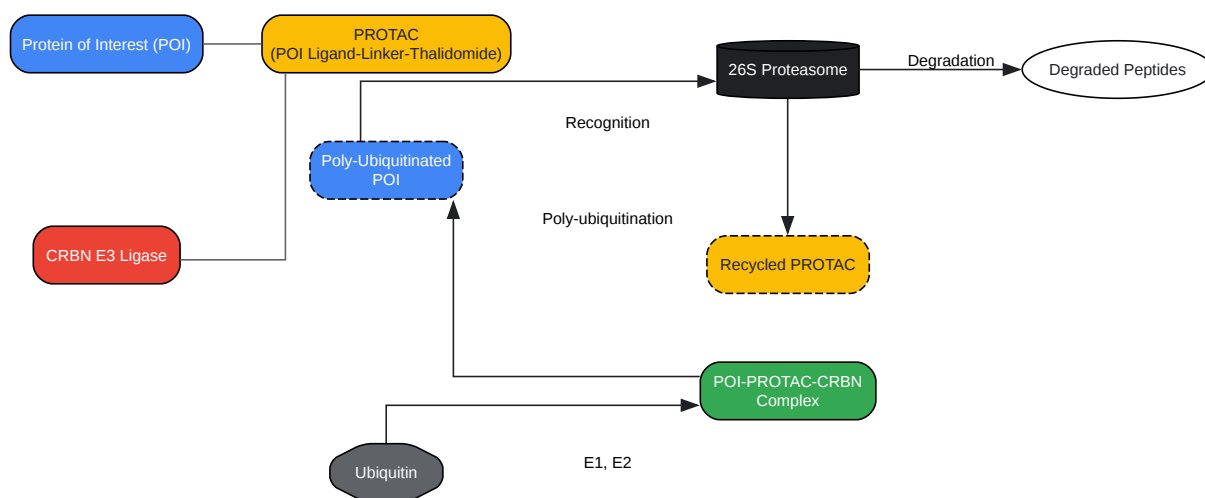 Protein of Interest (POI)
PROTAC
(POI Ligand-Linker-Thalidomide)
26S Proteasome
Degradation
Degraded Peptides
Recognition
Poly-Ubiquitinated
POI
Poly-ubiquitination
CRBN E3 Ligase
Recycled PROTAC
POI-PROTAC-CRBN
Complex
Ubiquitin
E1, E2